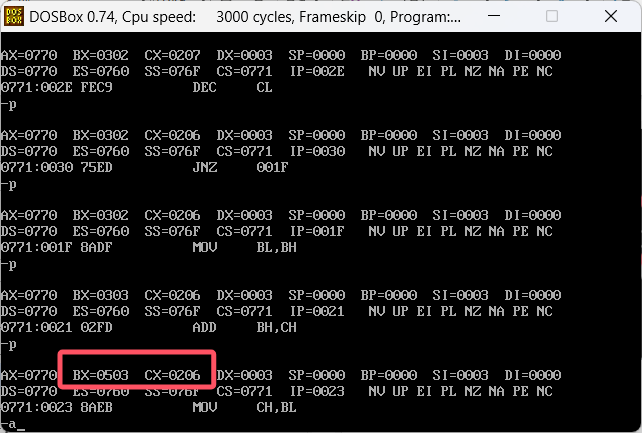 DOS BOX DOSBox 0.74, Cpu speed: 3000 cycles, Frameskip 0, Program:...
AX=0770 BX=0302 CX=0207 DX=0003 SP=0000 BP=0000 SI=0003 DI=0000
DS=0760 ES=0760 SS=076F CS=0771 IP=002E NV UP EI PL NZ NA PE NC
0771:002E FEC9 DEC CL
-p
AX=0770 BX=0302 CX=0206 DX=0003 SP=0000 BP=0000 SI=0003 DI=0000
DS=0760 ES=0760 SS=076F CS=0771 IP=0030 NV UP EI PL NZ NA PE NC
0771:0030 75ED JNZ 001F
-p
AX=0770 BX=0302 CX=0206 DX=0003 SP=0000 BP=0000 SI=0003 DI=0000
DS=0760 ES=0760 SS=076F CS=0771 IP=001F NV UP EI PL NZ NA PE NC
0771:001F 8ADF MOV BL,BH
-p
AX=0770 BX=0303 CX=0206 DX=0003 SP=0000 BP=0000 SI=0003 DI=0000
DS=0760 ES=0760 SS=076F CS=0771 IP=0021 NV UP EI PL NZ NA PE NC
0771:0021 02FD ADD BH,CH
-p
AX=0770 BX=0503 CX=0206 DX=0003 SP=0000 BP=0000 SI=0003 DI=0000
DS=0760 ES=0760 SS=076F CS=0771 IP=0023 NV UP EI PL NZ NA PE NC
0771:0023 8AEB MOV CH,BL
-a_